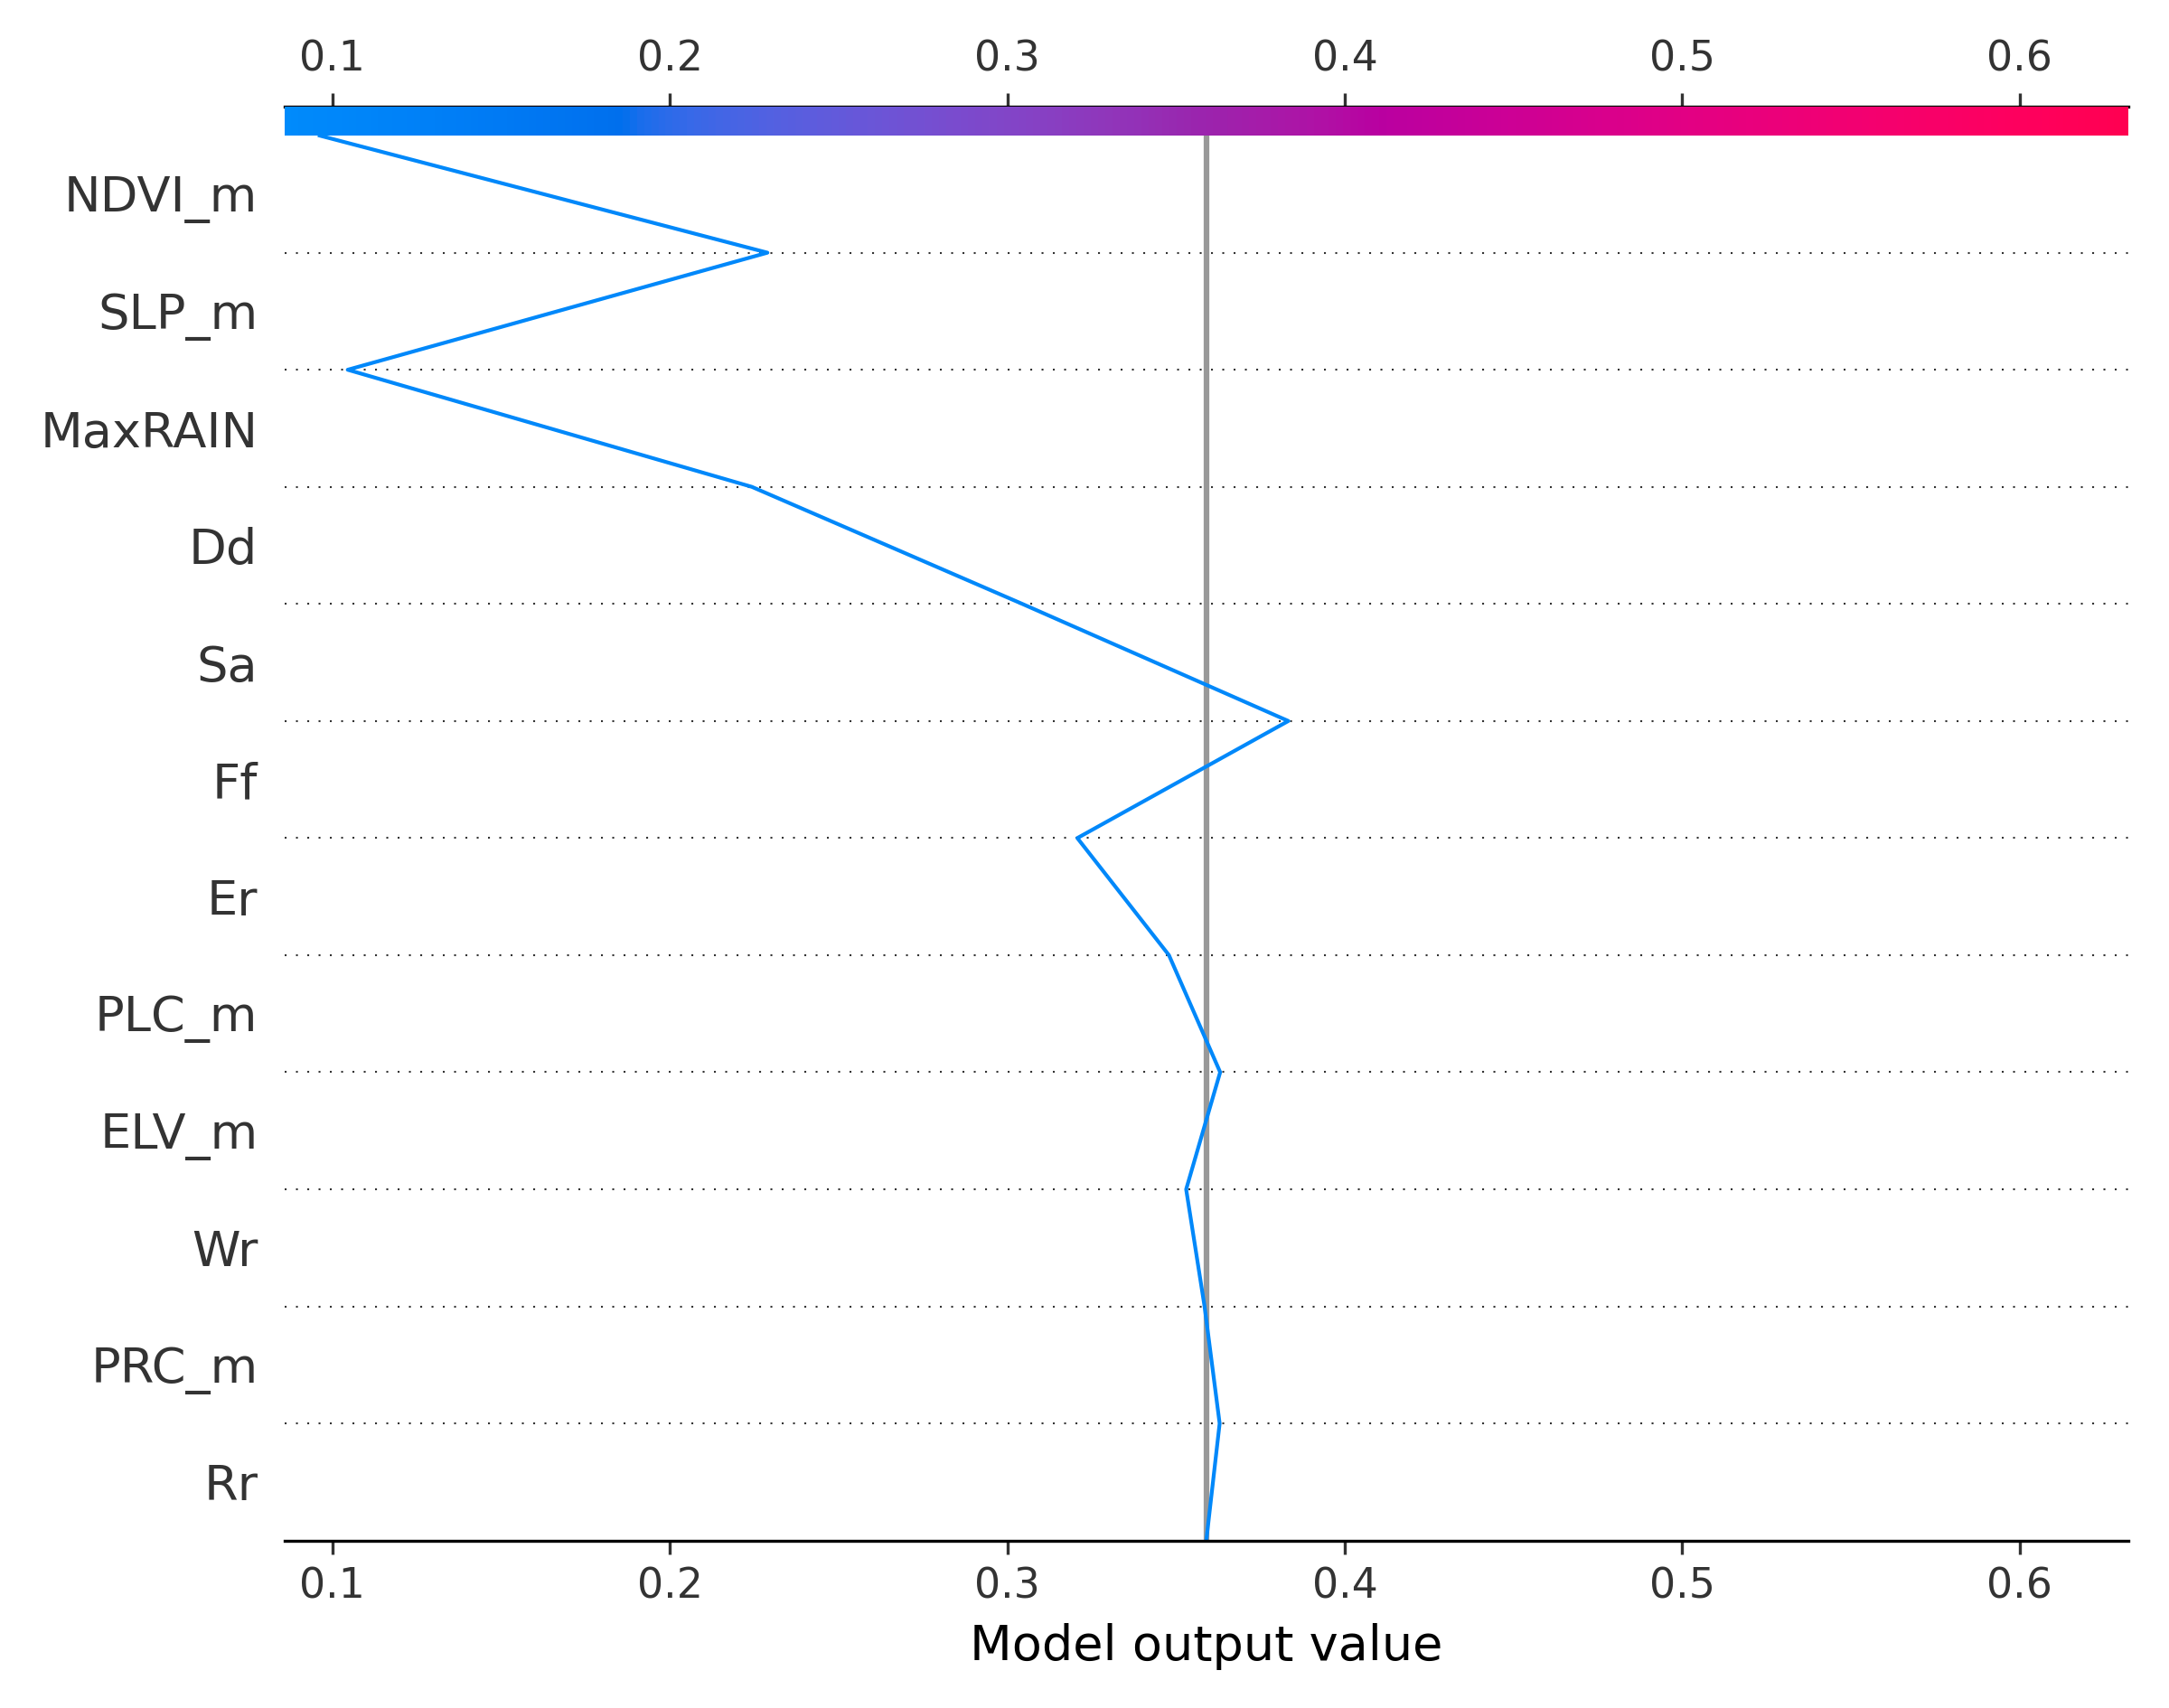 0.1 0.2 0.3 0.4 0.5 0.6
NDVI_m
SLP_m
MaxRAIN
Dd
Sa
Ff
Er
PLC_m
ELV_m
Wr
PRC_m
Rr
0.1 0.2 0.3 0.4 0.5 0.6
Model output value